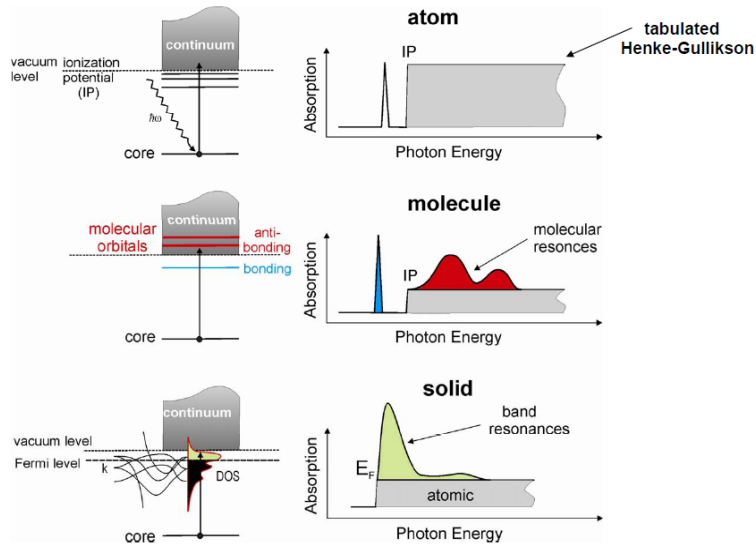 atom
tabulated
Henke-Gullikson
continuum
vacuum level
ionization potential (IP)
ħω
core
IP
Absorption
Photon Energy
molecule
continuum
molecular orbitals
anti-bonding
bonding
core
molecular resonces
IP
Absorption
Photon Energy
solid
continuum
vacuum level
Fermi level
k
DOS
core
band resonances
E_F
atomic
Absorption
Photon Energy